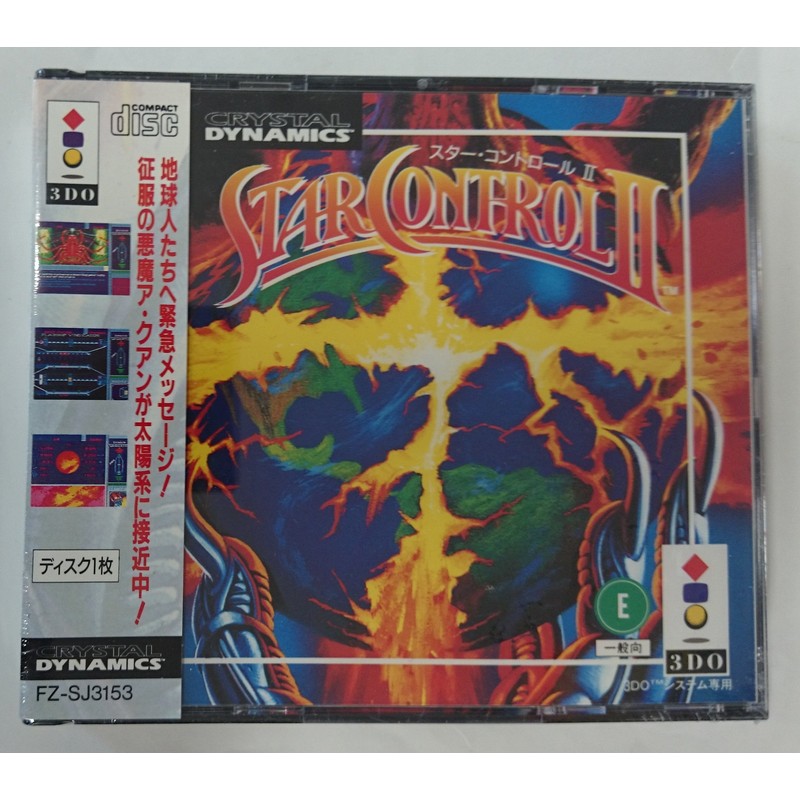 COMPACT
disc
3DO
地球人たちへ緊急メッセージ!
征服の悪魔ア・クアンが太陽系に接近中!
ディスク1枚
CRYSTAL
DYNAMICS
FZ-SJ3153
CRYSTAL
DYNAMICS
スター・コントロール II
STAR CONTROL II
TM
E
一般向
3DO
3DO™システム専用